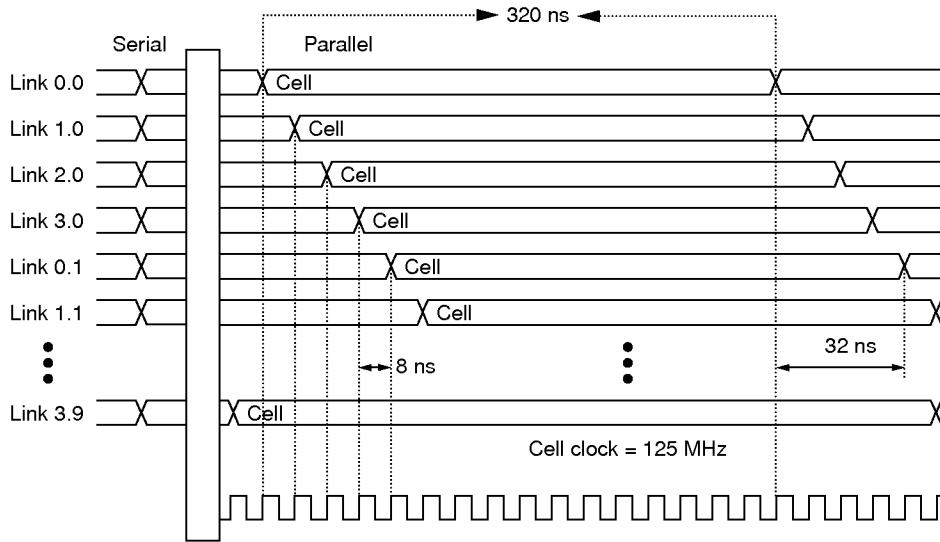 320 ns
Serial Parallel
Link 0.0 Cell
Link 1.0 Cell
Link 2.0 Cell
Link 3.0 Cell
Link 0.1 Cell
Link 1.1 Cell
8 ns 32 ns
Link 3.9 Cell
Cell clock = 125 MHz